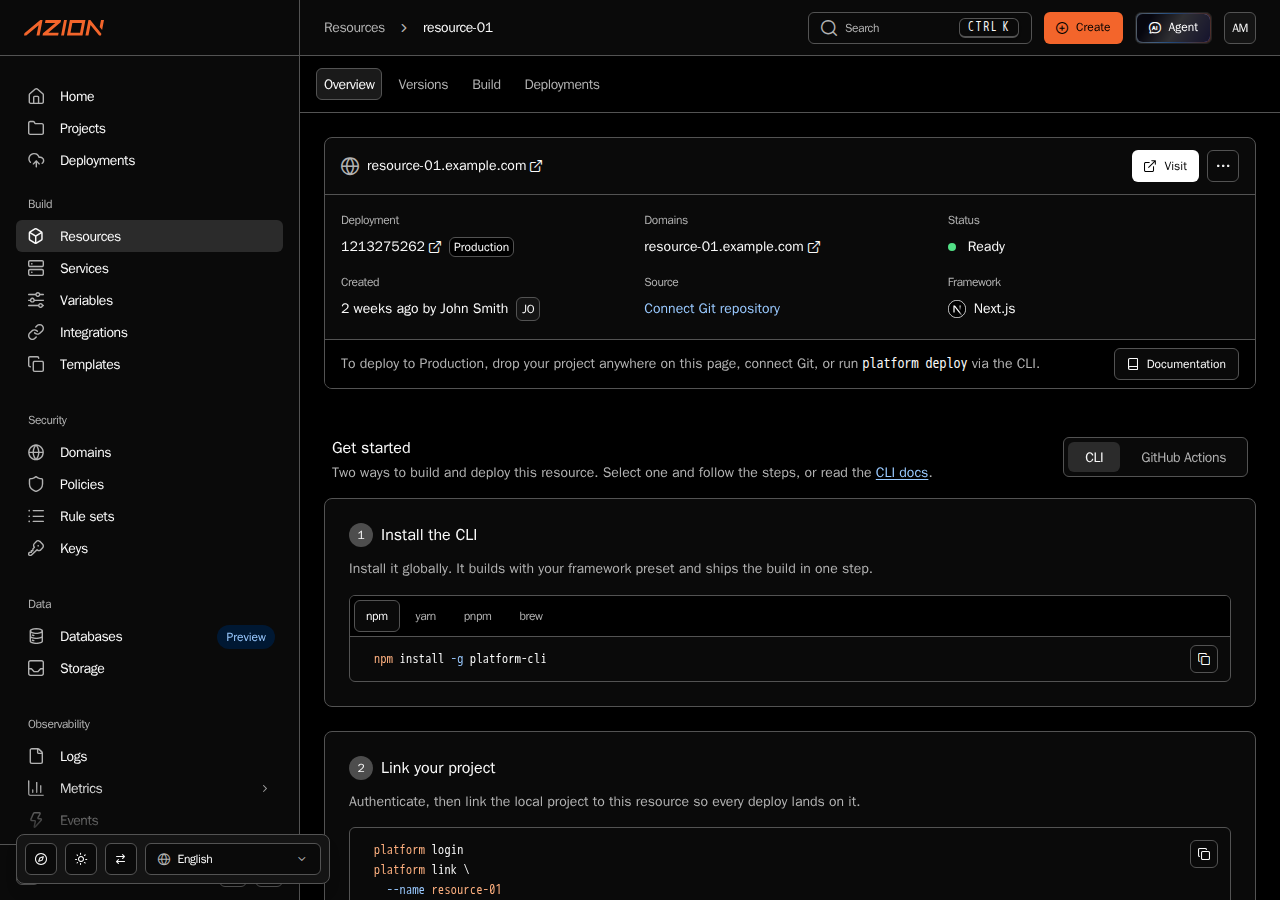 AZION
Resources
resource-01
Search
CTRL K
Create
Agent
AM
Home
Projects
Deployments
Build
Resources
Services
Variables
Integrations
Templates
Security
Domains
Policies
Rule sets
Keys
Data
Databases
Preview
Storage
Observability
Logs
Metrics
Events
English
Overview
Versions
Build
Deployments
resource-01.example.com
Visit
Deployment
1213275262
Production
Domains
resource-01.example.com
Status
Ready
Created
2 weeks ago by John Smith
JO
Source
Connect Git repository
Framework
Next.js
To deploy to Production, drop your project anywhere on this page, connect Git, or run platform deploy via the CLI.
Documentation
Get started
Two ways to build and deploy this resource. Select one and follow the steps, or read the CLI docs.
CLI
GitHub Actions
1
Install the CLI
Install it globally. It builds with your framework preset and ships the build in one step.
npm
yarn
pnpm
brew
npm install -g platform-cli
2
Link your project
Authenticate, then link the local project to this resource so every deploy lands on it.
platform login
platform link \
--name resource-01